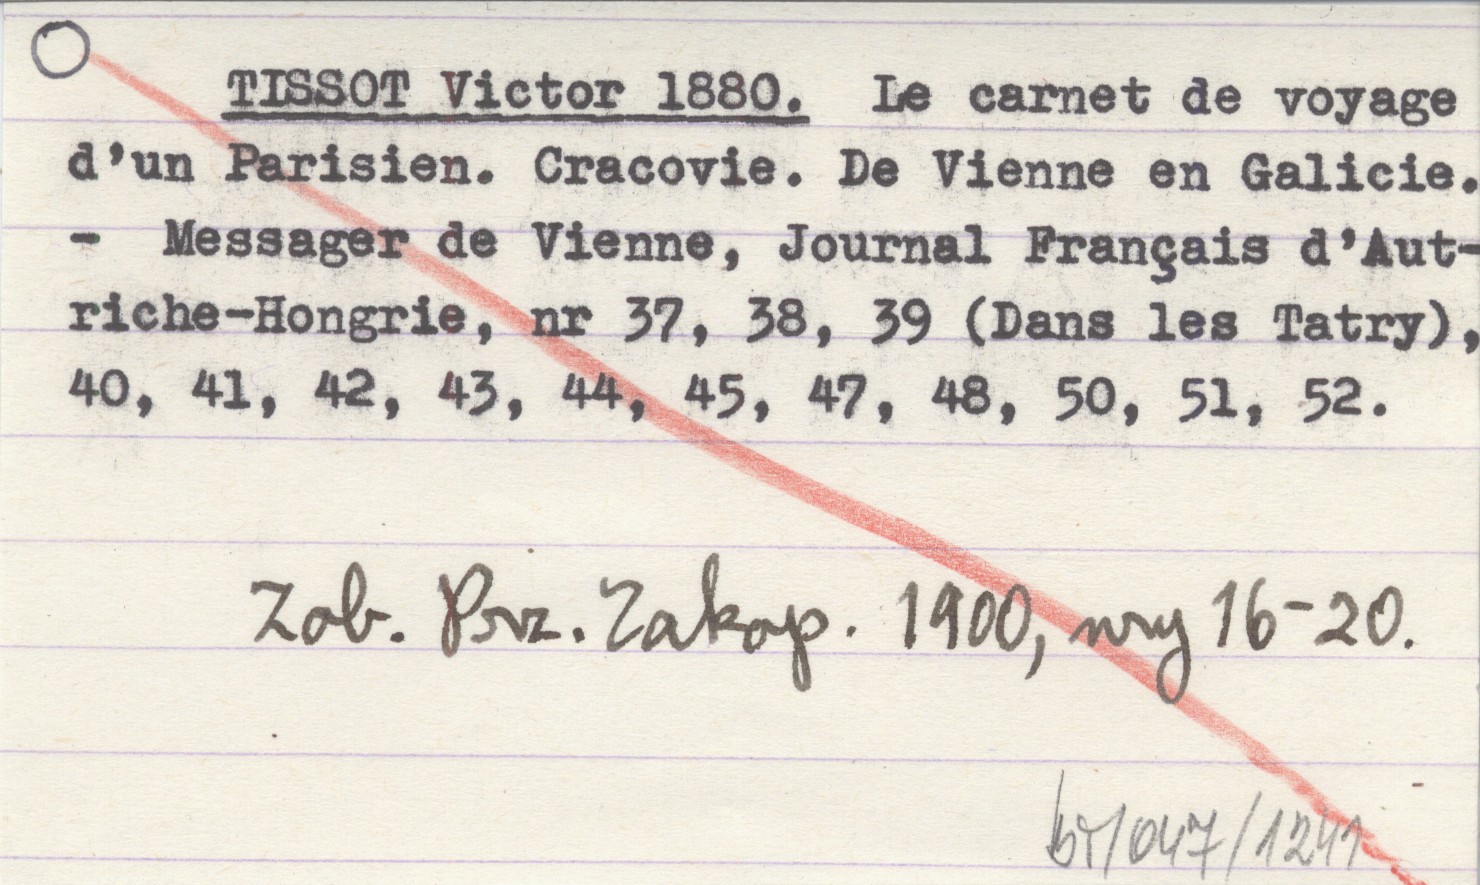 TISSOT Victor 1880. Le carnet de voyage
d'un Parisien. Cracovie. De Vienne en Galicie.
- Messager de Vienne, Journal Français d'Aut-
riche-Hongrie, nr 37, 38, 39 (Dans les Tatry),
40, 41, 42, 43, 44, 45, 47, 48, 50, 51, 52.
Zob. Prz. Zakop. 1900, nry 16-20.
bt/047/1241